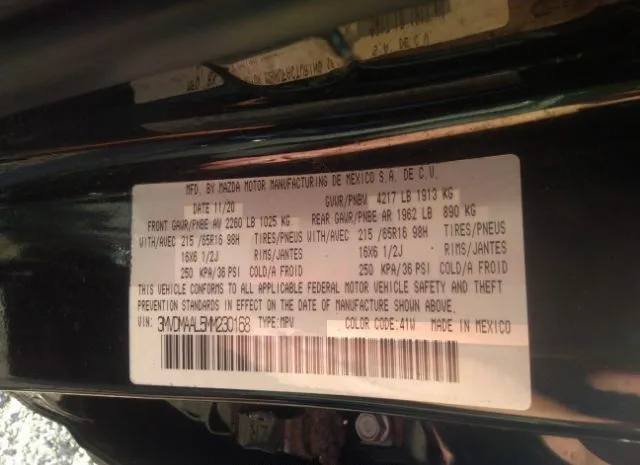 MFD. BY MAZDA MOTOR MANUFACTURING DE MEXICO S.A. DE C.V.
DATE 11/20 GVWR/PNBV 4217 LB 1913 KG
FRONT GAWR/PNBE AV 2260 LB 1025 KG REAR GAWR/PNBE AR 1962 LB 890 KG
WITH/AVEC 215 /65R16 98H TIRES/PNEUS WITH/AVEC 215 /65R16 98H TIRES/PNEUS
16X6 1/2J RIMS/JANTES 16X6 1/2J RIMS/JANTES
250 KPA/36 PSI COLD/A FROID 250 KPA/36 PSI COLD/A FROID
THIS VEHICLE CONFORMS TO ALL APPLICABLE FEDERAL MOTOR VEHICLE SAFETY AND THEFT
PREVENTION STANDARDS IN EFFECT ON THE DATE OF MANUFACTURE SHOWN ABOVE.
VIN: 3MVDMAAL5MM230168 TYPE:MPV COLOR CODE:41W MADE IN MEXICO